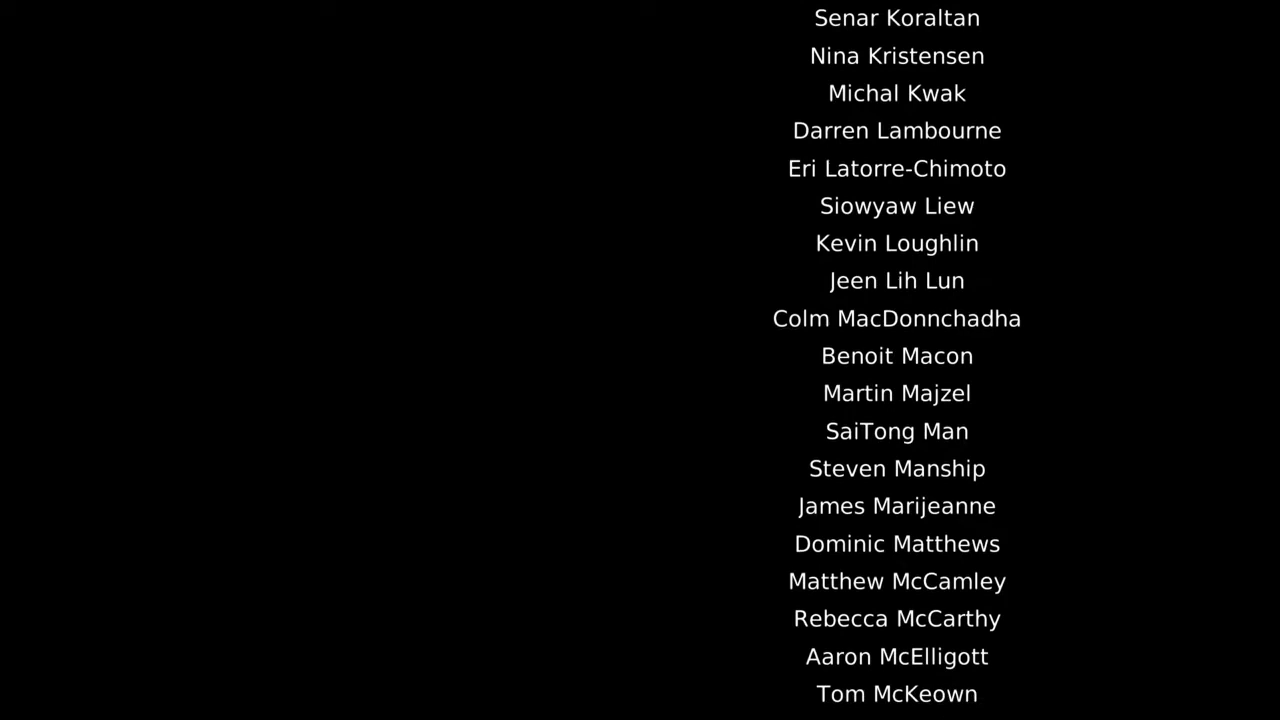 Senar Koraltan
Nina Kristensen
Michal Kwak
Darren Lambourne
Eri Latorre-Chimoto
Siowyaw Liew
Kevin Loughlin
Jeen Lih Lun
Colm MacDonnchadha
Benoit Macon
Martin Majzel
SaiTong Man
Steven Manship
James Marijeanne
Dominic Matthews
Matthew McCamley
Rebecca McCarthy
Aaron McElligott
Tom McKeown